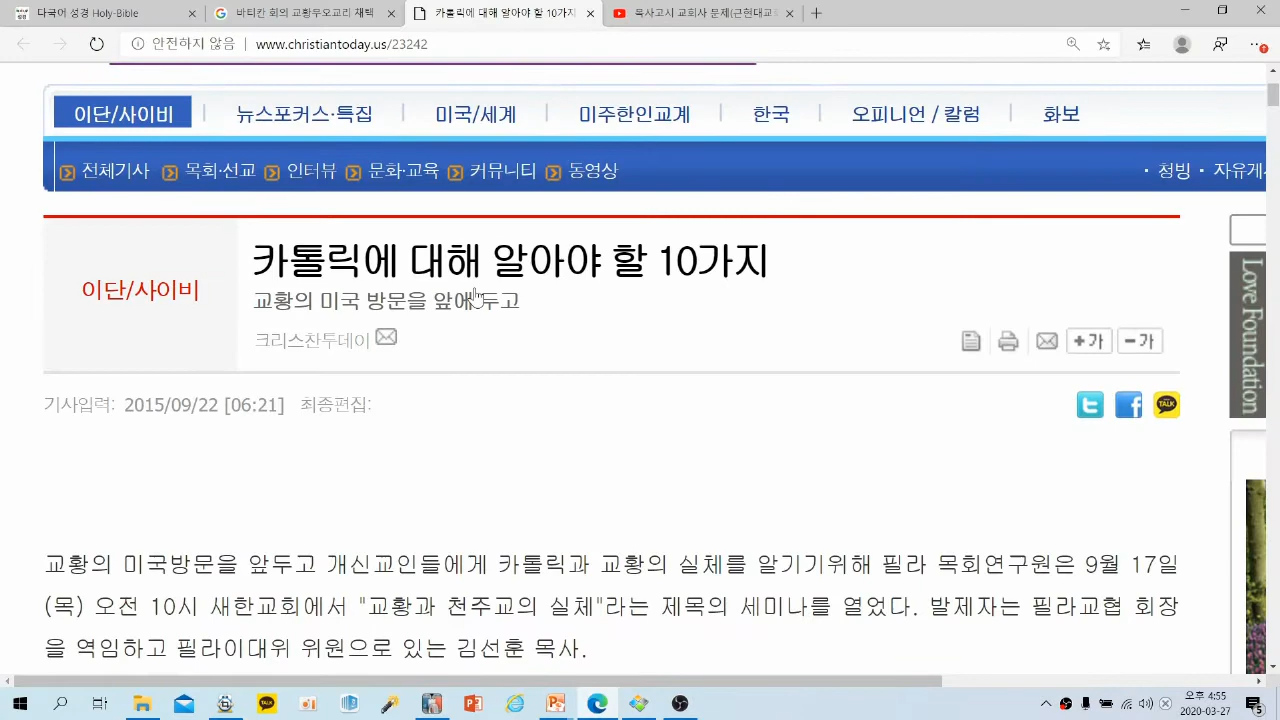 다국어 성경 Holy-Bible
바티칸 회의 교황우오교리 채택
카톨릭에 대해 알아야 할 10가지
목사고시 교회사 문제(근현대교회
안전하지 않음 | www.christiantoday.us/23242
이단/사이비 뉴스포커스·특집 미국/세계 미주한인교계 한국 오피니언 / 칼럼 화보
전체기사 목회·선교 인터뷰 문화·교육 커뮤니티 동영상 · 청빙 · 자유게
카톨릭에 대해 알아야 할 10가지
이단/사이비
교황의 미국 방문을 앞에 두고
크리스찬투데이
+가 -가
Love Foundation
기사입력: 2015/09/22 [06:21] 최종편집:
TALK
교황의 미국방문을 앞두고 개신교인들에게 카톨릭과 교황의 실체를 알기기위해 필라 목회연구원은 9월 17일
(목) 오전 10시 새한교회에서 "교황과 천주교의 실체"라는 제목의 세미나를 열었다. 발제자는 필라교협 회장
을 역임하고 필라이대위 위원으로 있는 김선훈 목사.
오후 4:55
2020-03-27
5